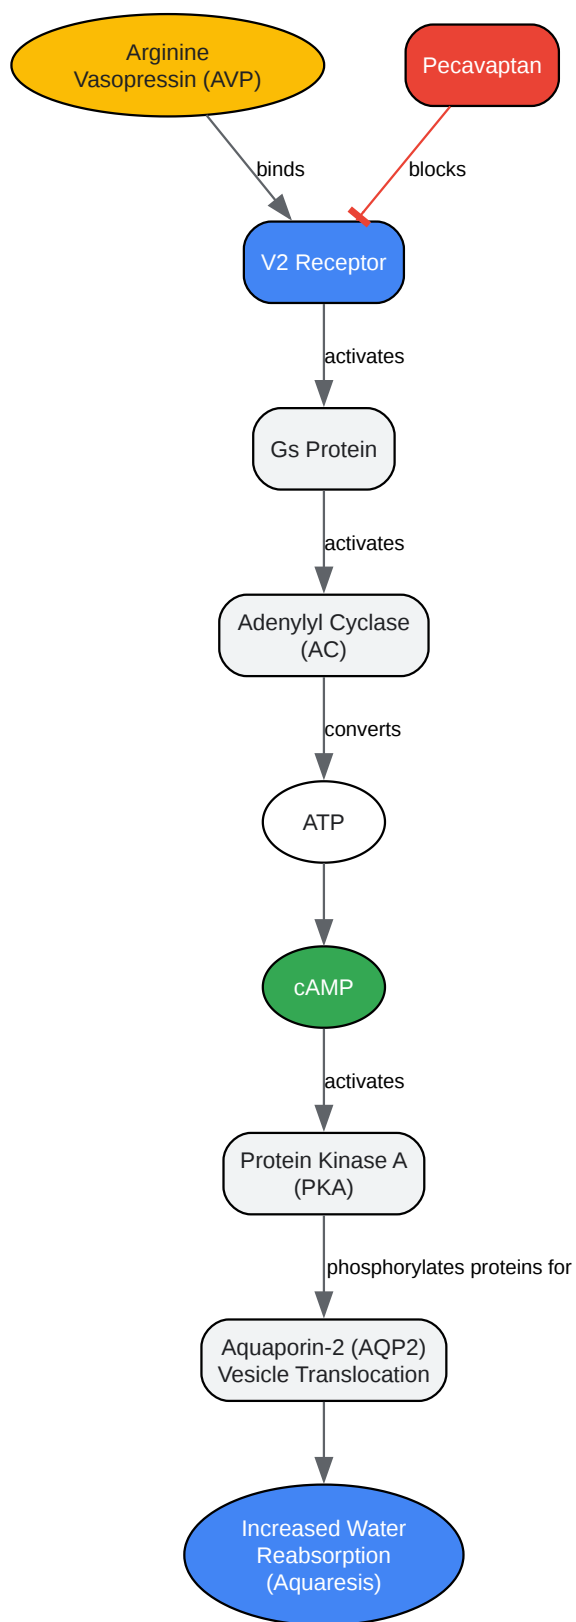 Arginine
Vasopressin (AVP)
Pecavaptan
binds
blocks
V2 Receptor
activates
Gs Protein
activates
Adenylyl Cyclase
(AC)
converts
ATP
cAMP
activates
Protein Kinase A
(PKA)
phosphorylates proteins for
Aquaporin-2 (AQP2)
Vesicle Translocation
Increased Water
Reabsorption
(Aquaresis)